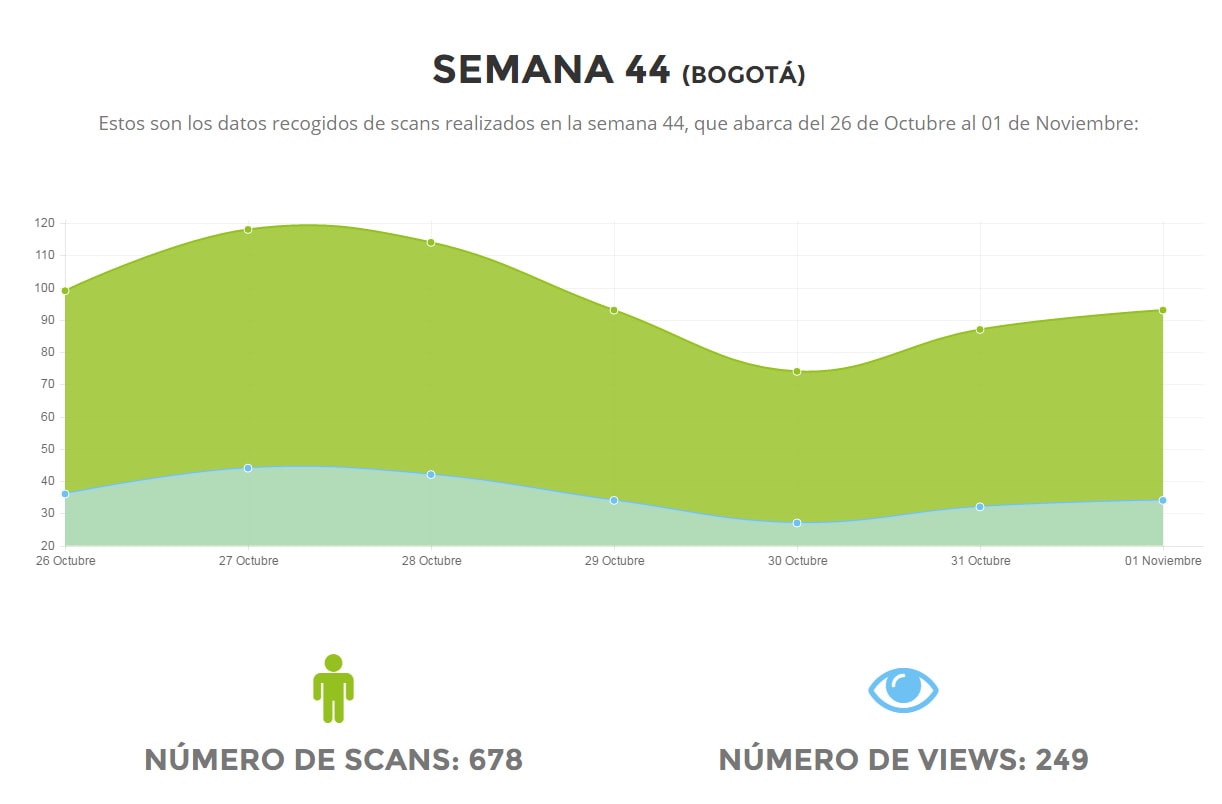 SEMANA 44 (BOGOTÁ)
Estos son los datos recogidos de scans realizados en la semana 44, que abarca del 26 de Octubre al 01 de Noviembre:
120
110
100
90
80
70
60
50
40
30
20
26 Octubre 27 Octubre 28 Octubre 29 Octubre 30 Octubre 31 Octubre 01 Noviembre
NÚMERO DE SCANS: 678 NÚMERO DE VIEWS: 249